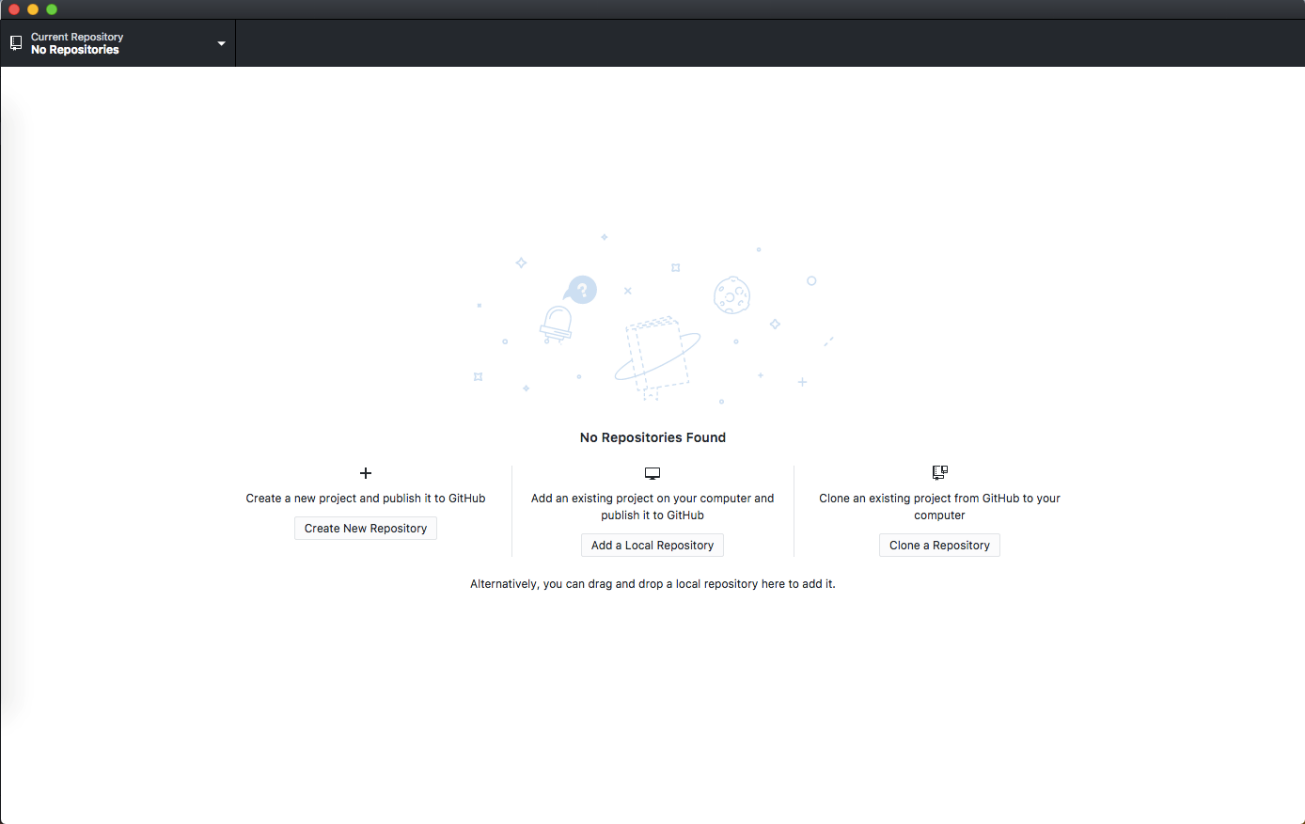 Current Repository
No Repositories
?
No Repositories Found
Create a new project and publish it to GitHub
Create New Repository
Add an existing project on your computer and
publish it to GitHub
Add a Local Repository
Clone an existing project from GitHub to your
computer
Clone a Repository
Alternatively, you can drag and drop a local repository here to add it.